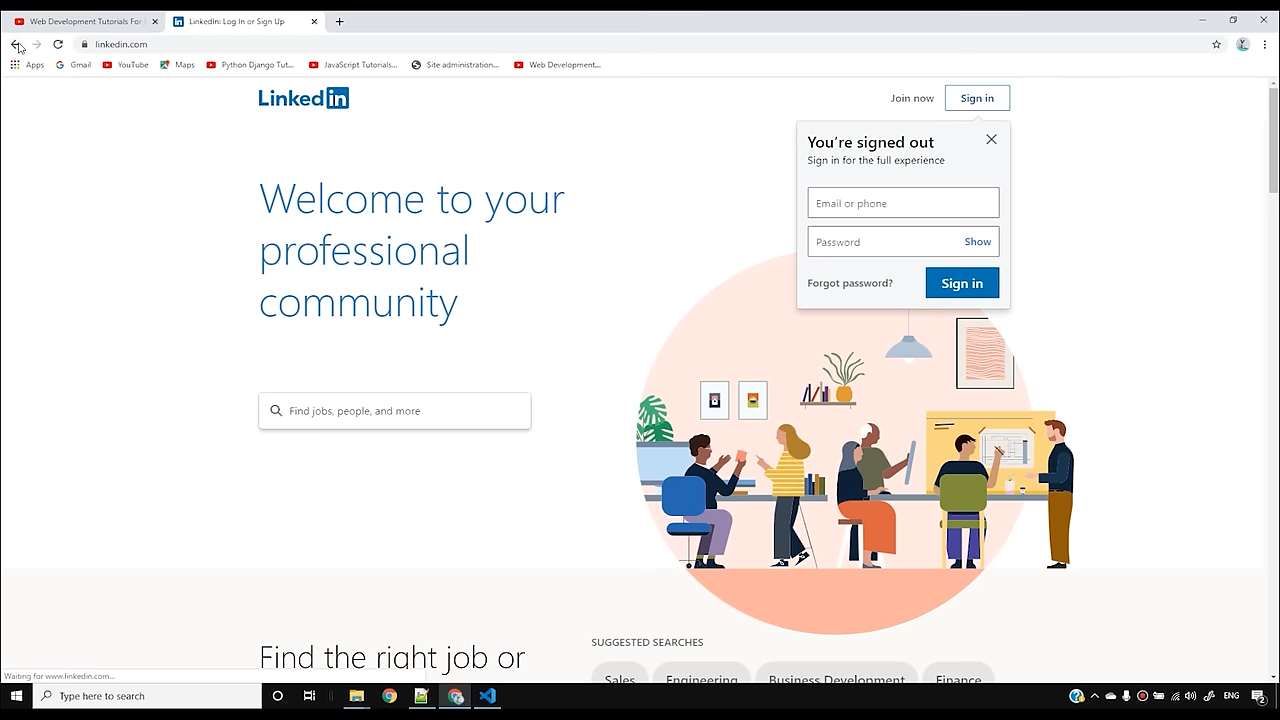 Web Development Tutorials For
LinkedIn: Log In or Sign Up
linkedin.com
Apps
Gmail
YouTube
Maps
Python Django Tut...
JavaScript Tutorials...
Site administration...
Web Development...
Linked in
Join now
Sign in
You're signed out
Sign in for the full experience
Email or phone
Password
Show
Forgot password?
Sign in
Welcome to your
professional
community
Find jobs, people, and more
Find the right job or
SUGGESTED SEARCHES
Sales
Engineering
Business Development
Finance
Waiting for www.linkedin.com...
Type here to search
ENG
2